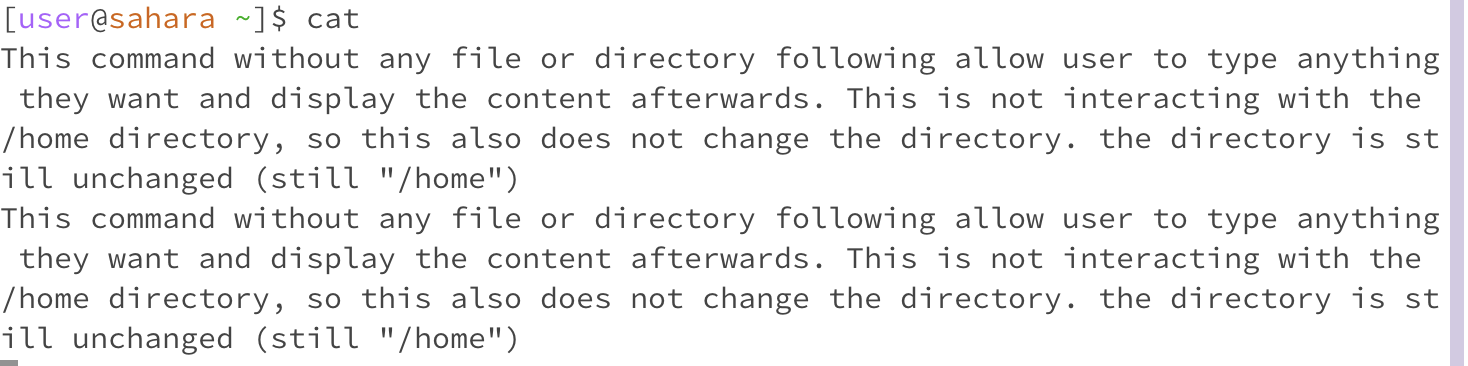 [user@sahara ~]$ cat
This command without any file or directory following allow user to type anything
 they want and display the content afterwards. This is not interacting with the
/home directory, so this also does not change the directory. the directory is st
ill unchanged (still "/home")
This command without any file or directory following allow user to type anything
 they want and display the content afterwards. This is not interacting with the
/home directory, so this also does not change the directory. the directory is st
ill unchanged (still "/home")